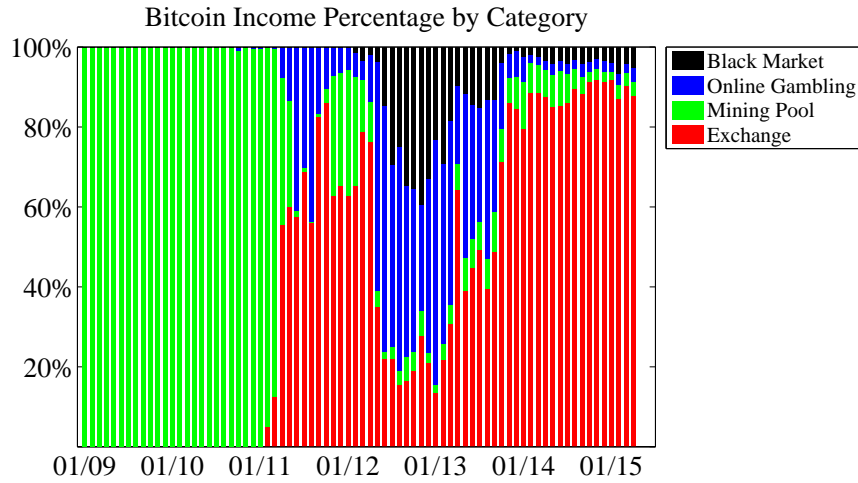 Bitcoin Income Percentage by Category
100%
80%
60%
40%
20%
01/09 01/10 01/11 01/12 01/13 01/14 01/15
Black Market
Online Gambling
Mining Pool
Exchange